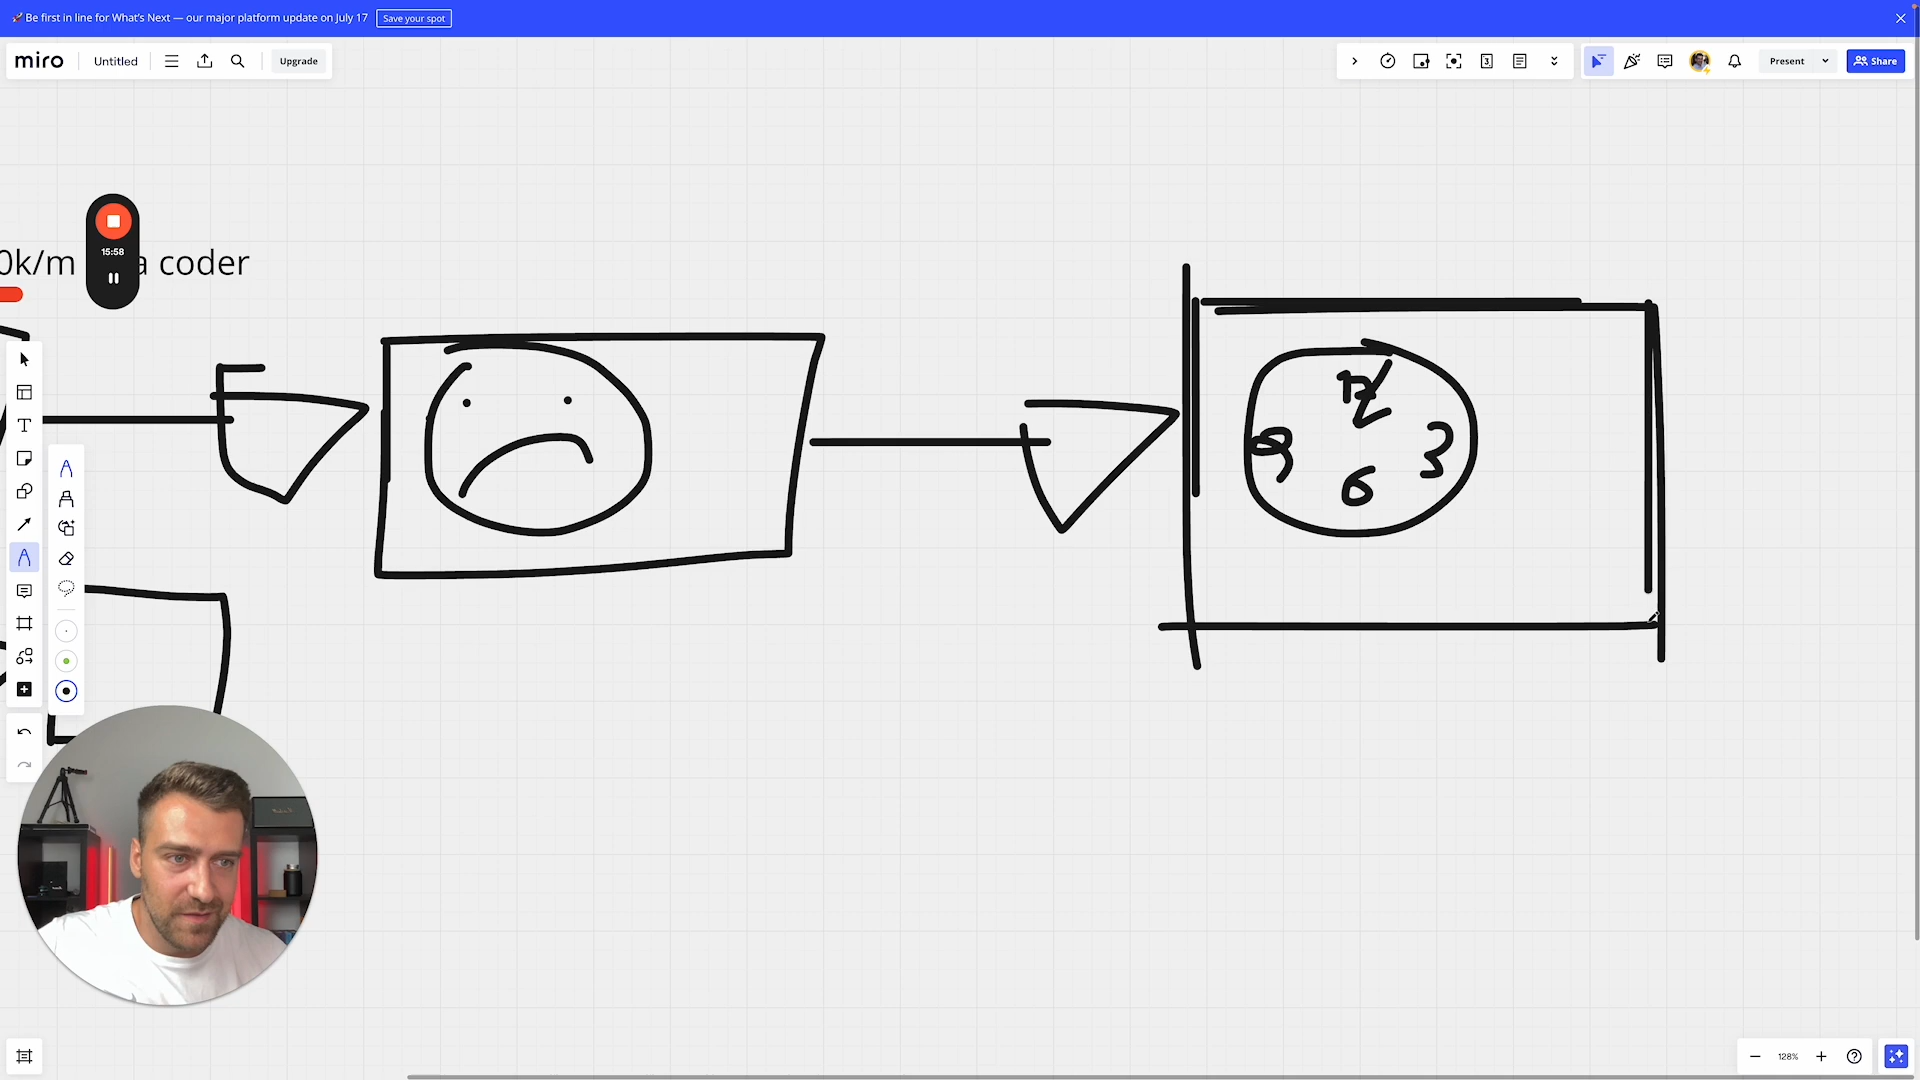 🚀 Be first in line for What's Next — our major platform update on July 17 Save your spot
miro Untitled Upgrade
3
Present Share
15:58
0k/m a coder
12
9 3
6
128%